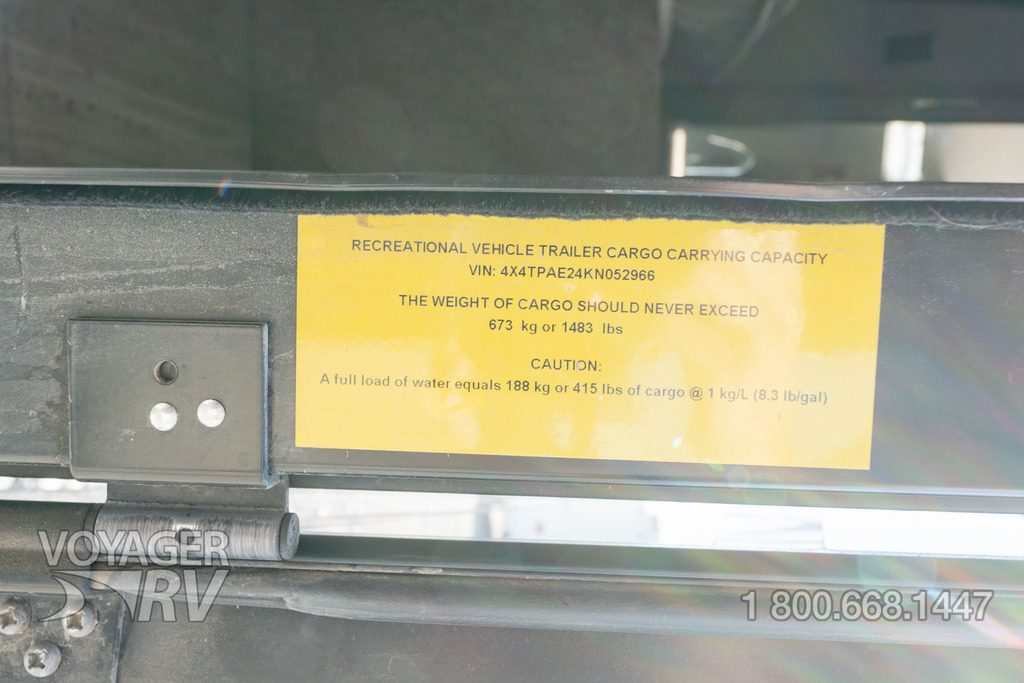 RECREATIONAL VEHICLE TRAILER CARGO CARRYING CAPACITY
VIN: 4X4TPAE24KN052966
THE WEIGHT OF CARGO SHOULD NEVER EXCEED
673 kg or 1483 lbs
CAUTION:
A full load of water equals 188 kg or 415 lbs of cargo @ 1 kg/L (8.3 lb/gal)
VOYAGER
RV
1 800.668.1447